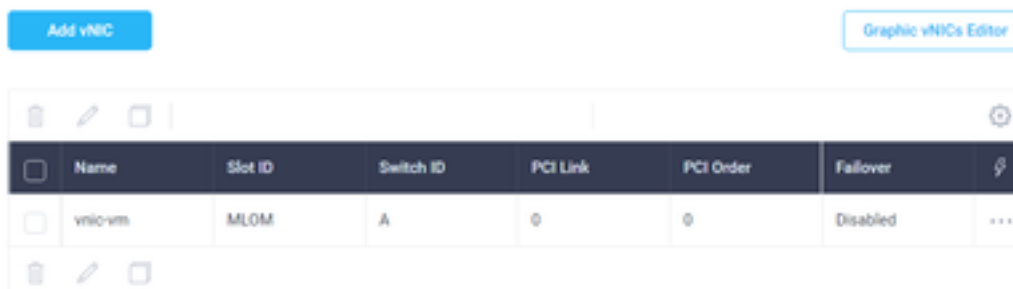 Add vNIC
Graphic vNICs Editor
Name Slot ID Switch ID PCI Link PCI Order Failover
vnic-vm MLOM A 0 0 Disabled